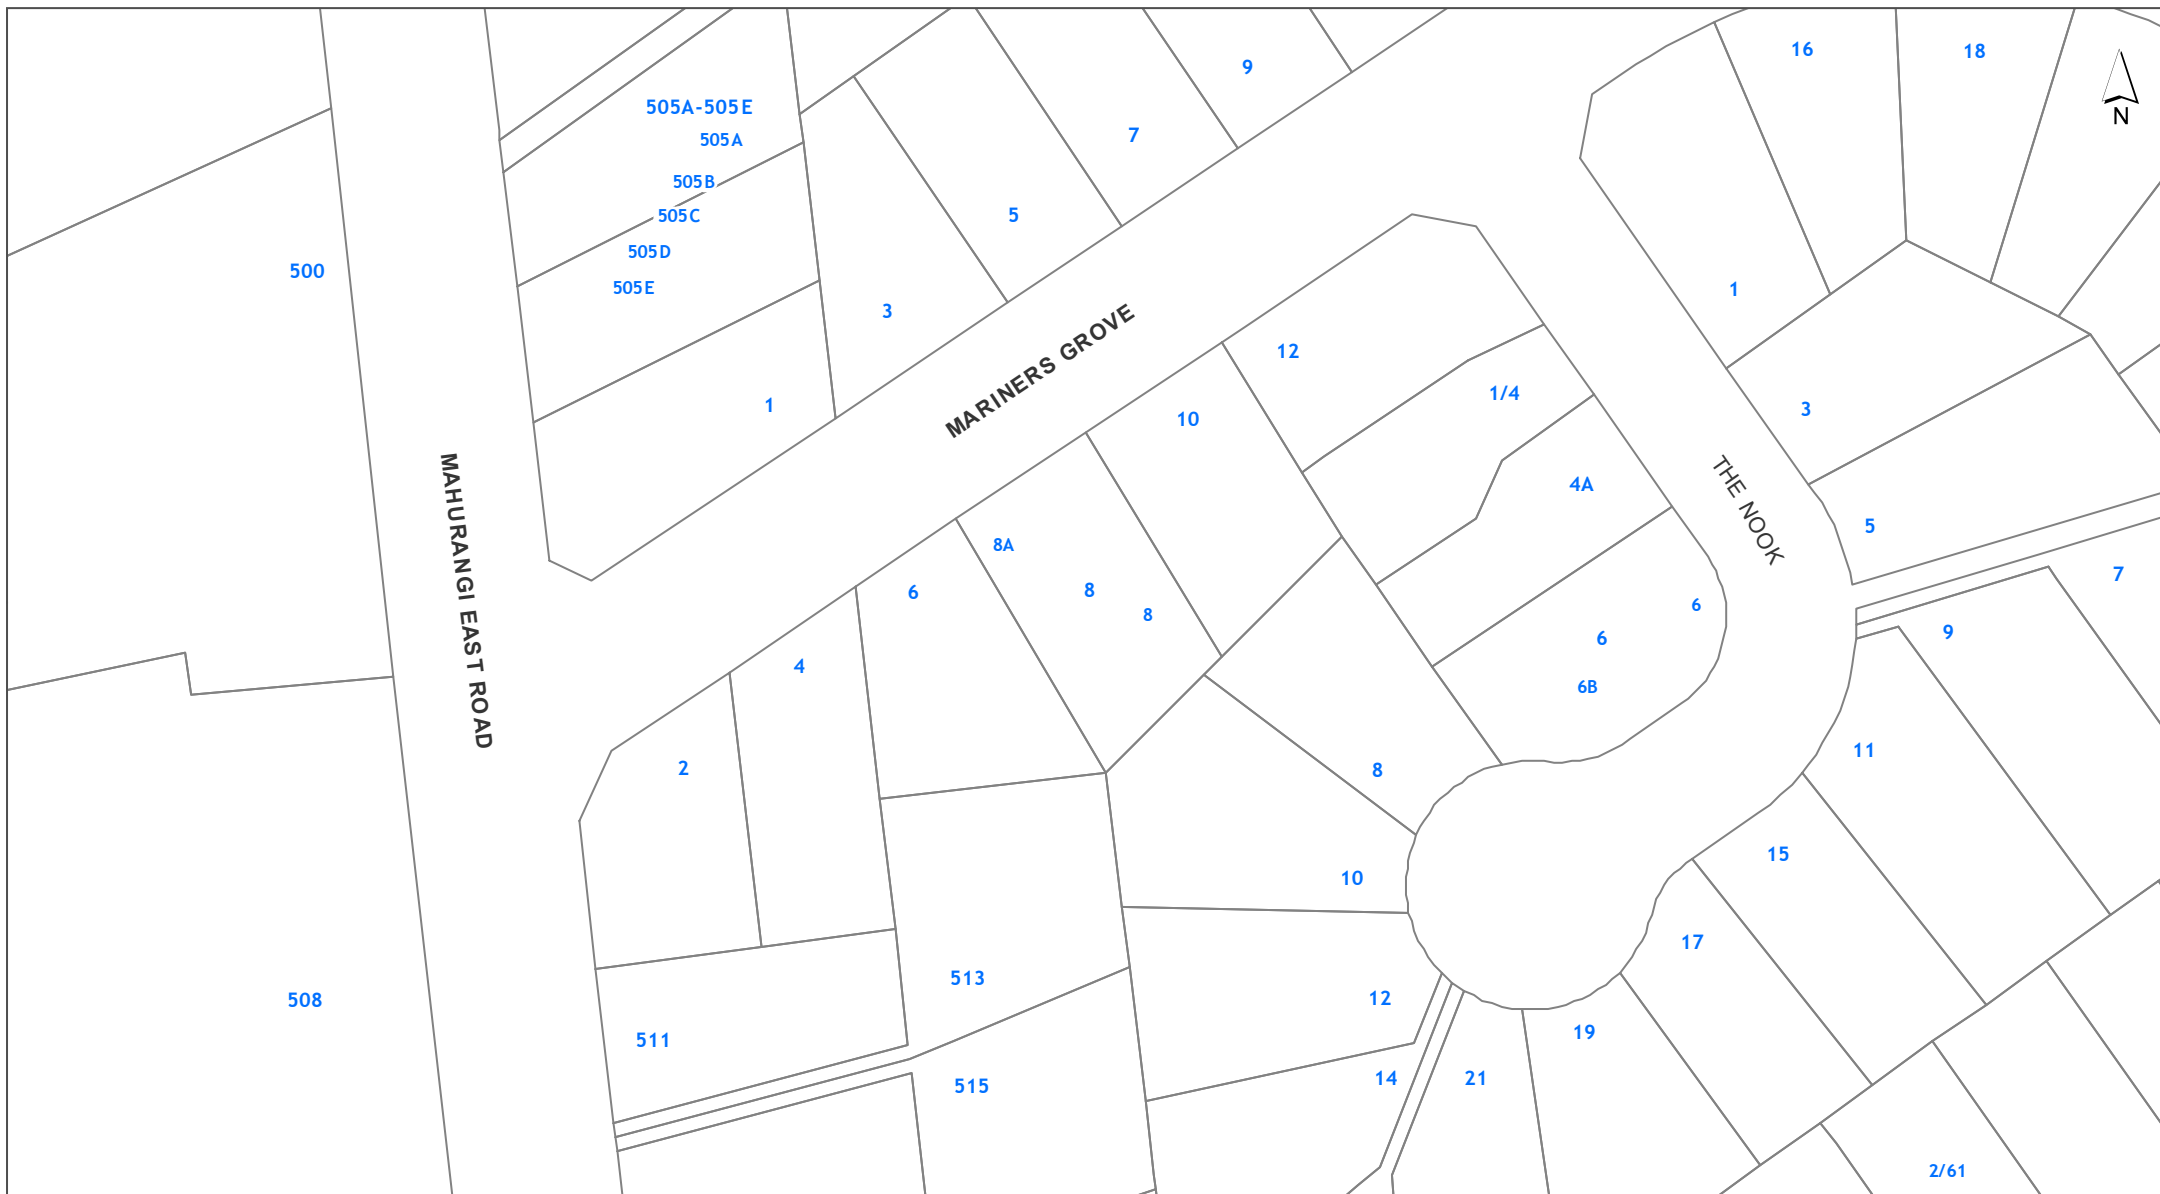 16
18
9
505A-505E
N
7
505A
505B
505C
5
505D
500
505E
1
3
MARINERS GROVE
12
1/4
1
10
3
4A
MAHURANGI EAST ROAD
THE NOOK
5
8A
7
6
8
8
6
9
6
4
6B
11
2
8
15
10
17
513
12
508
19
511
14
21
515
2/61